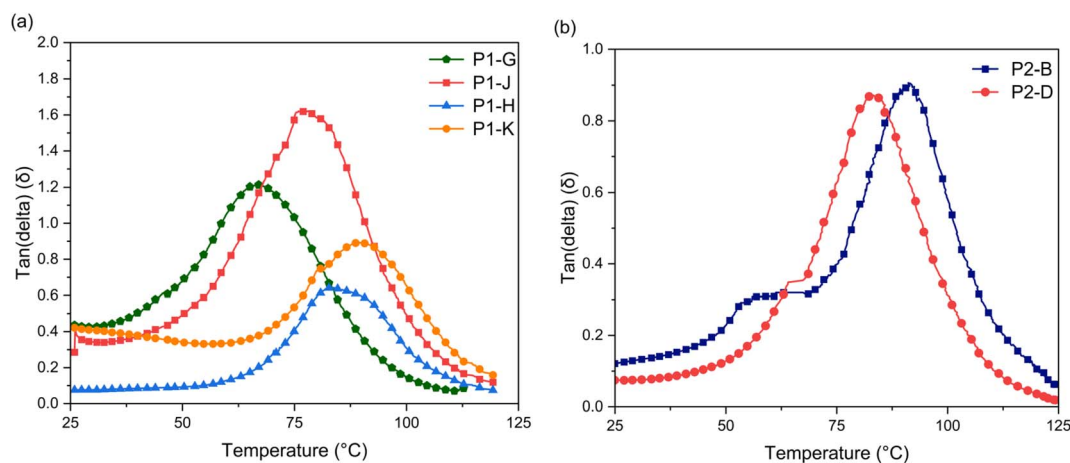 (a)
2.0
1.8
1.6
1.4
1.2
1.0
0.8
0.6
0.4
0.2
0.0
Tan(delta) (δ)
P1-G
P1-J
P1-H
P1-K
25 50 75 100 125
Temperature (°C)
(b)
1.0
0.8
0.6
0.4
0.2
0.0
Tan(delta) (δ)
P2-B
P2-D
25 50 75 100 125
Temperature (°C)